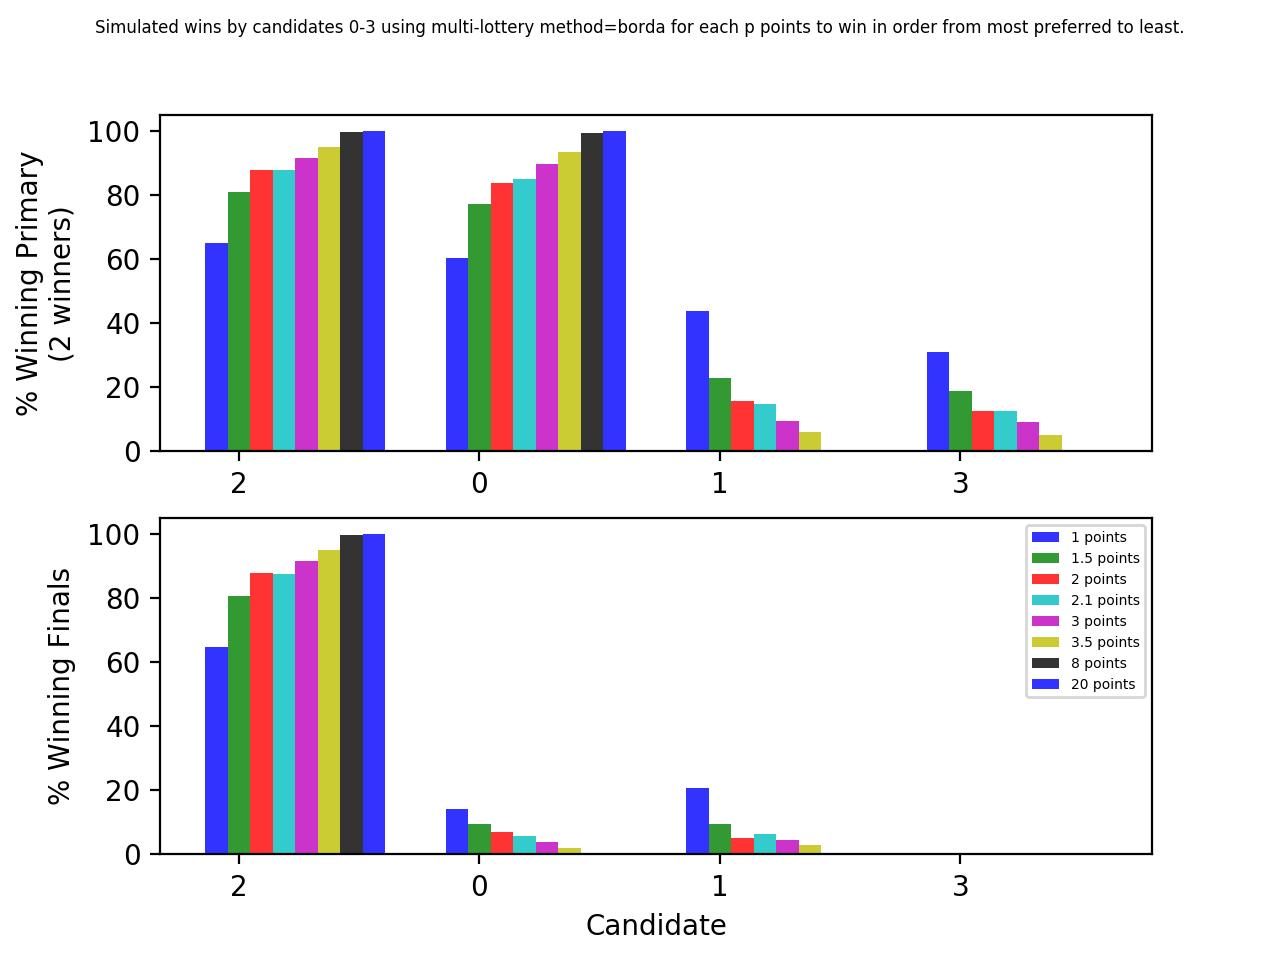 Simulated wins by candidates 0-3 using multi-lottery method=borda for each p points to win in order from most preferred to least.
% Winning Primary
(2 winners)
100
80
60
40
20
0
2 0 1 3
% Winning Finals
100
80
60
40
20
0
2 0 1 3
Candidate
1 points
1.5 points
2 points
2.1 points
3 points
3.5 points
8 points
20 points